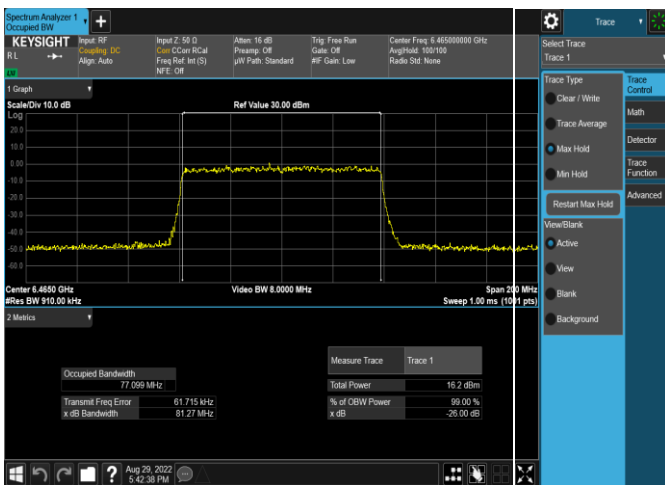 Spectrum Analyzer 1
Occupied BW
KEYSIGHT
R L
Input: RF
Coupling: DC
Align: Auto
Input Z: 50 Ω
Corr CCorr RCal
Freq Ref: Int (S)
NFE: Off
Atten: 16 dB
Preamp: Off
µW Path: Standard
Trig: Free Run
Gate: Off
#IF Gain: Low
Center Freq: 6.465000000 GHz
Avg|Hold: 100/100
Radio Std: None
1 Graph
Scale/Div 10.0 dB
Ref Value 30.00 dBm
Log
20.0
10.0
0.00
-10.0
-20.0
-30.0
-40.0
-50.0
-60.0
Center 6.4650 GHz
Video BW 8.0000 MHz
Span 200 MHz
#Res BW 910.00 kHz
Sweep 1.00 ms (1001 pts)
2 Metrics
Measure Trace Trace 1
Occupied Bandwidth
77.099 MHz
Total Power 16.2 dBm
Transmit Freq Error 61.715 kHz
% of OBW Power 99.00 %
x dB Bandwidth 81.27 MHz
x dB -26.00 dB
Aug 29, 2022
5:42:38 PM
Trace
Select Trace
Trace 1
Trace Type
Clear / Write
Trace Average
Max Hold
Min Hold
Restart Max Hold
View/Blank
Active
View
Blank
Background
Trace
Control
Math
Detector
Trace
Function
Advanced